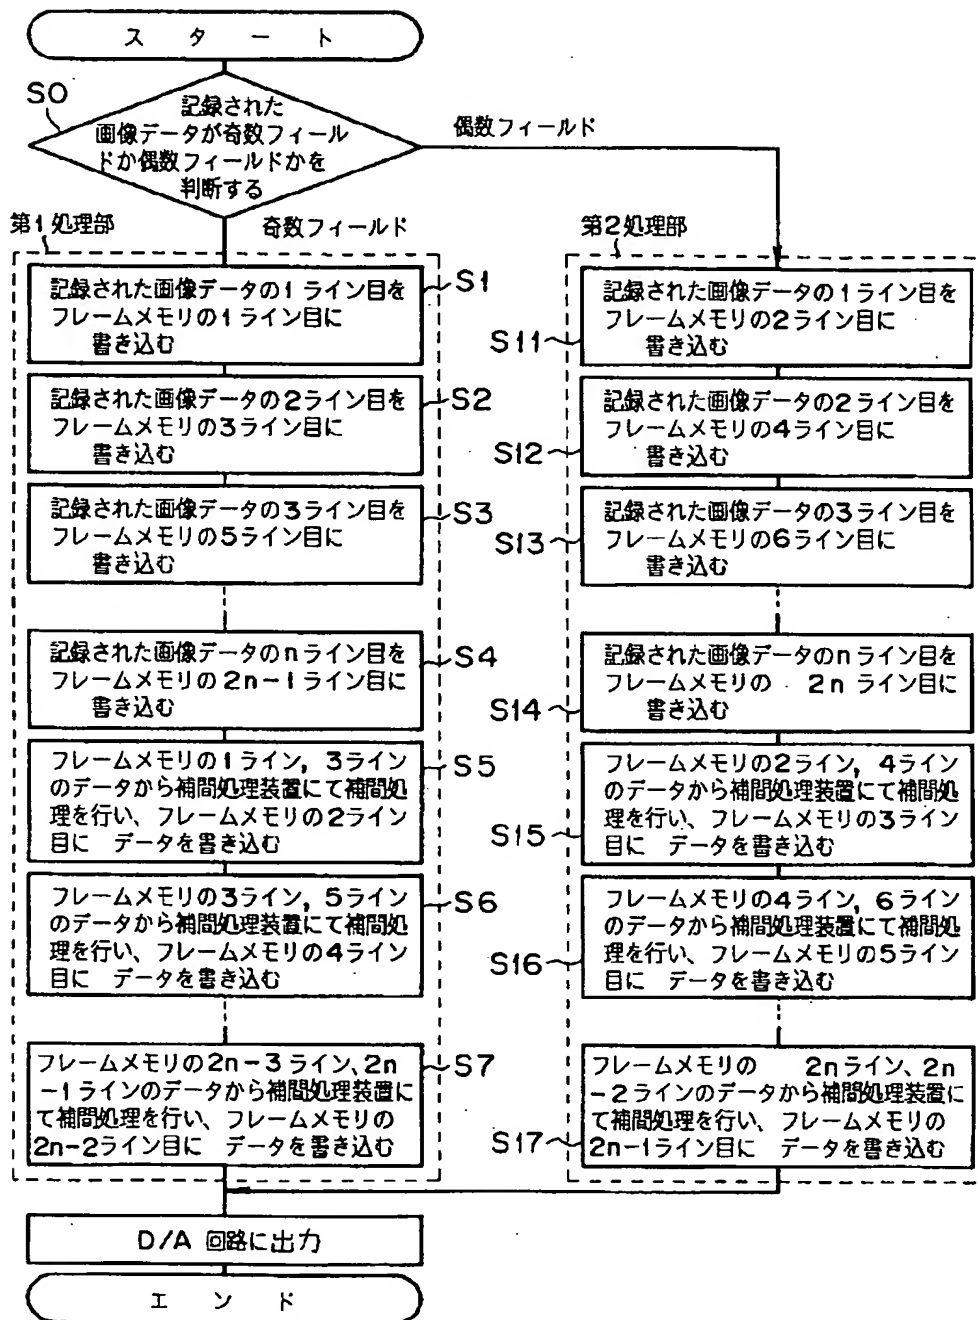 スタート
S0
記録された
画像データが奇数フィール
ドか偶数フィールドかを
判断する
偶数フィールド
奇数フィールド
第1処理部
記録された画像データの1ライン目を
フレームメモリの1ライン目に
書き込む
S1
記録された画像データの2ライン目を
フレームメモリの3ライン目に
書き込む
S2
記録された画像データの3ライン目を
フレームメモリの5ライン目に
書き込む
S3
記録された画像データのnライン目を
フレームメモリの2n-1ライン目に
書き込む
S4
フレームメモリの1ライン,3ライン
のデータから補間処理装置にて補間処
理を行い、フレームメモリの2ライン
目に データを書き込む
S5
フレームメモリの3ライン,5ライン
のデータから補間処理装置にて補間処
理を行い、フレームメモリの4ライン
目に データを書き込む
S6
フレームメモリの2n-3ライン、2n
-1ラインのデータから補間処理装置に
て補間処理を行い、フレームメモリの
2n-2ライン目に データを書き込む
S7
第2処理部
記録された画像データの1ライン目を
フレームメモリの2ライン目に
書き込む
S11
記録された画像データの2ライン目を
フレームメモリの4ライン目に
書き込む
S12
記録された画像データの3ライン目を
フレームメモリの6ライン目に
書き込む
S13
記録された画像データのnライン目を
フレームメモリの 2nライン目に
書き込む
S14
フレームメモリの2ライン,4ライン
のデータから補間処理装置にて補間処
理を行い、フレームメモリの3ライン
目に データを書き込む
S15
フレームメモリの4ライン,6ライン
のデータから補間処理装置にて補間処
理を行い、フレームメモリの5ライン
目に データを書き込む
S16
フレームメモリの 2nライン、2n
-2ラインのデータから補間処理装置に
て補間処理を行い、フレームメモリの
2n-1ライン目に データを書き込む
S17
D/A 回路に出力
エンド